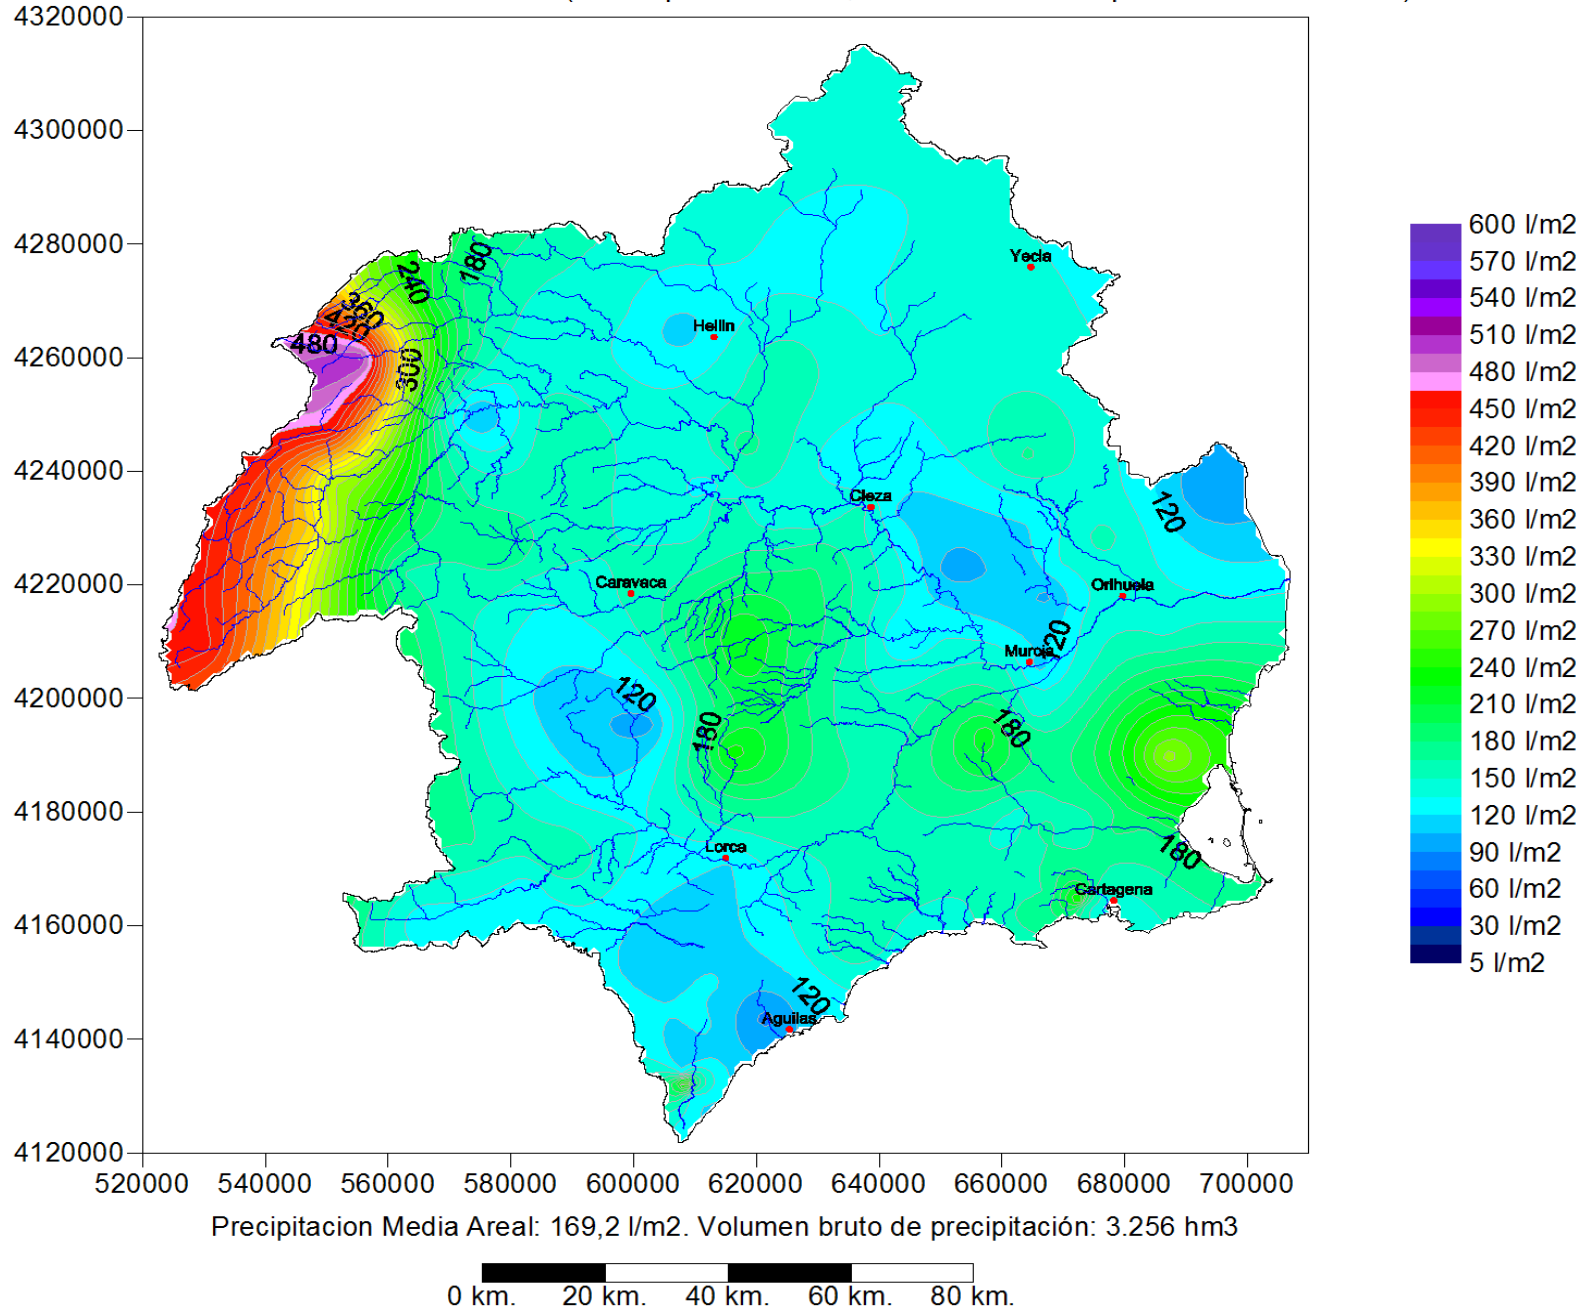 4320000
4300000
4280000
4260000
4240000
4220000
4200000
4180000
4160000
4140000
4120000
520000 540000 560000 580000 600000 620000 640000 660000 680000 700000
180
240
360
420
480
300
Yecla
Hellin
Cieza
120
Caravaca
Orihuela
120
Murcia
120
180
180
Lorca
180
Cartagena
120
Aguilas
600 l/m2
570 l/m2
540 l/m2
510 l/m2
480 l/m2
450 l/m2
420 l/m2
390 l/m2
360 l/m2
330 l/m2
300 l/m2
270 l/m2
240 l/m2
210 l/m2
180 l/m2
150 l/m2
120 l/m2
90 l/m2
60 l/m2
30 l/m2
5 l/m2
Precipitacion Media Areal: 169,2 l/m2. Volumen bruto de precipitación: 3.256 hm3
0 km. 20 km. 40 km. 60 km. 80 km.